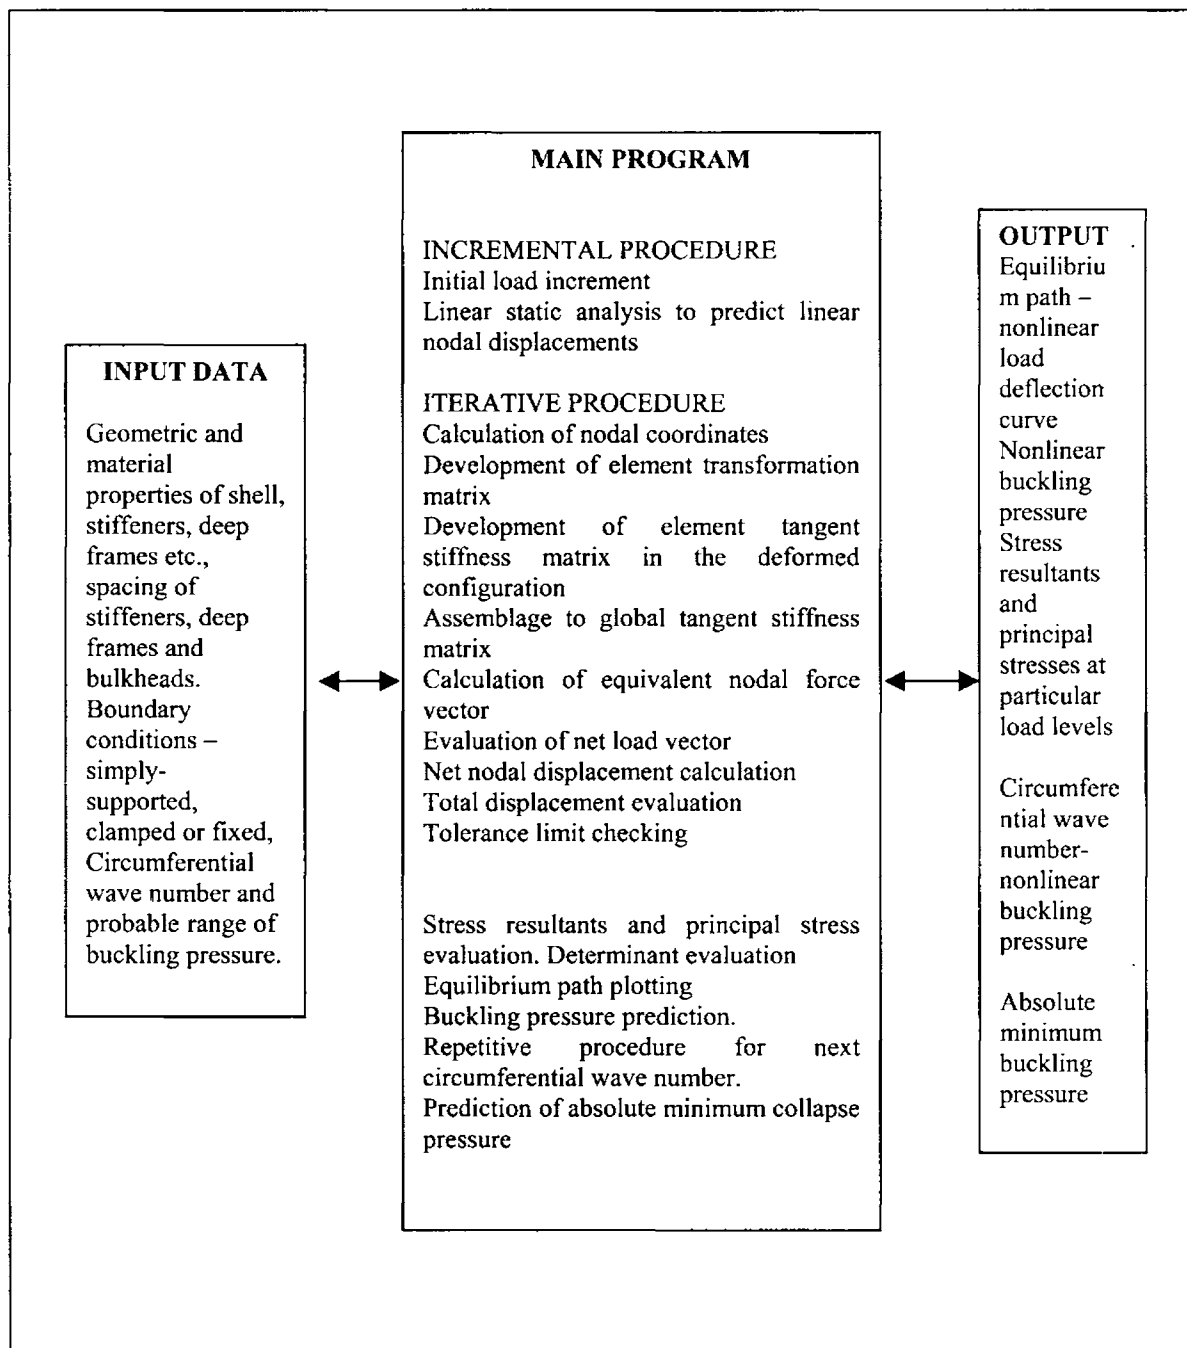 INPUT DATA
Geometric and
material
properties of shell,
stiffeners, deep
frames etc.,
spacing of
stiffeners, deep
frames and
bulkheads.
Boundary
conditions –
simply-
supported,
clamped or fixed,
Circumferential
wave number and
probable range of
buckling pressure.
MAIN PROGRAM
INCREMENTAL PROCEDURE
Initial load increment
Linear static analysis to predict linear
nodal displacements
ITERATIVE PROCEDURE
Calculation of nodal coordinates
Development of element transformation
matrix
Development of element tangent
stiffness matrix in the deformed
configuration
Assemblage to global tangent stiffness
matrix
Calculation of equivalent nodal force
vector
Evaluation of net load vector
Net nodal displacement calculation
Total displacement evaluation
Tolerance limit checking
Stress resultants and principal stress
evaluation. Determinant evaluation
Equilibrium path plotting
Buckling pressure prediction.
Repetitive procedure for next
circumferential wave number.
Prediction of absolute minimum collapse
pressure
OUTPUT
Equilibriu
m path –
nonlinear
load
deflection
curve
Nonlinear
buckling
pressure
Stress
resultants
and
principal
stresses at
particular
load levels
Circumfere
ntial wave
number-
nonlinear
buckling
pressure
Absolute
minimum
buckling
pressure